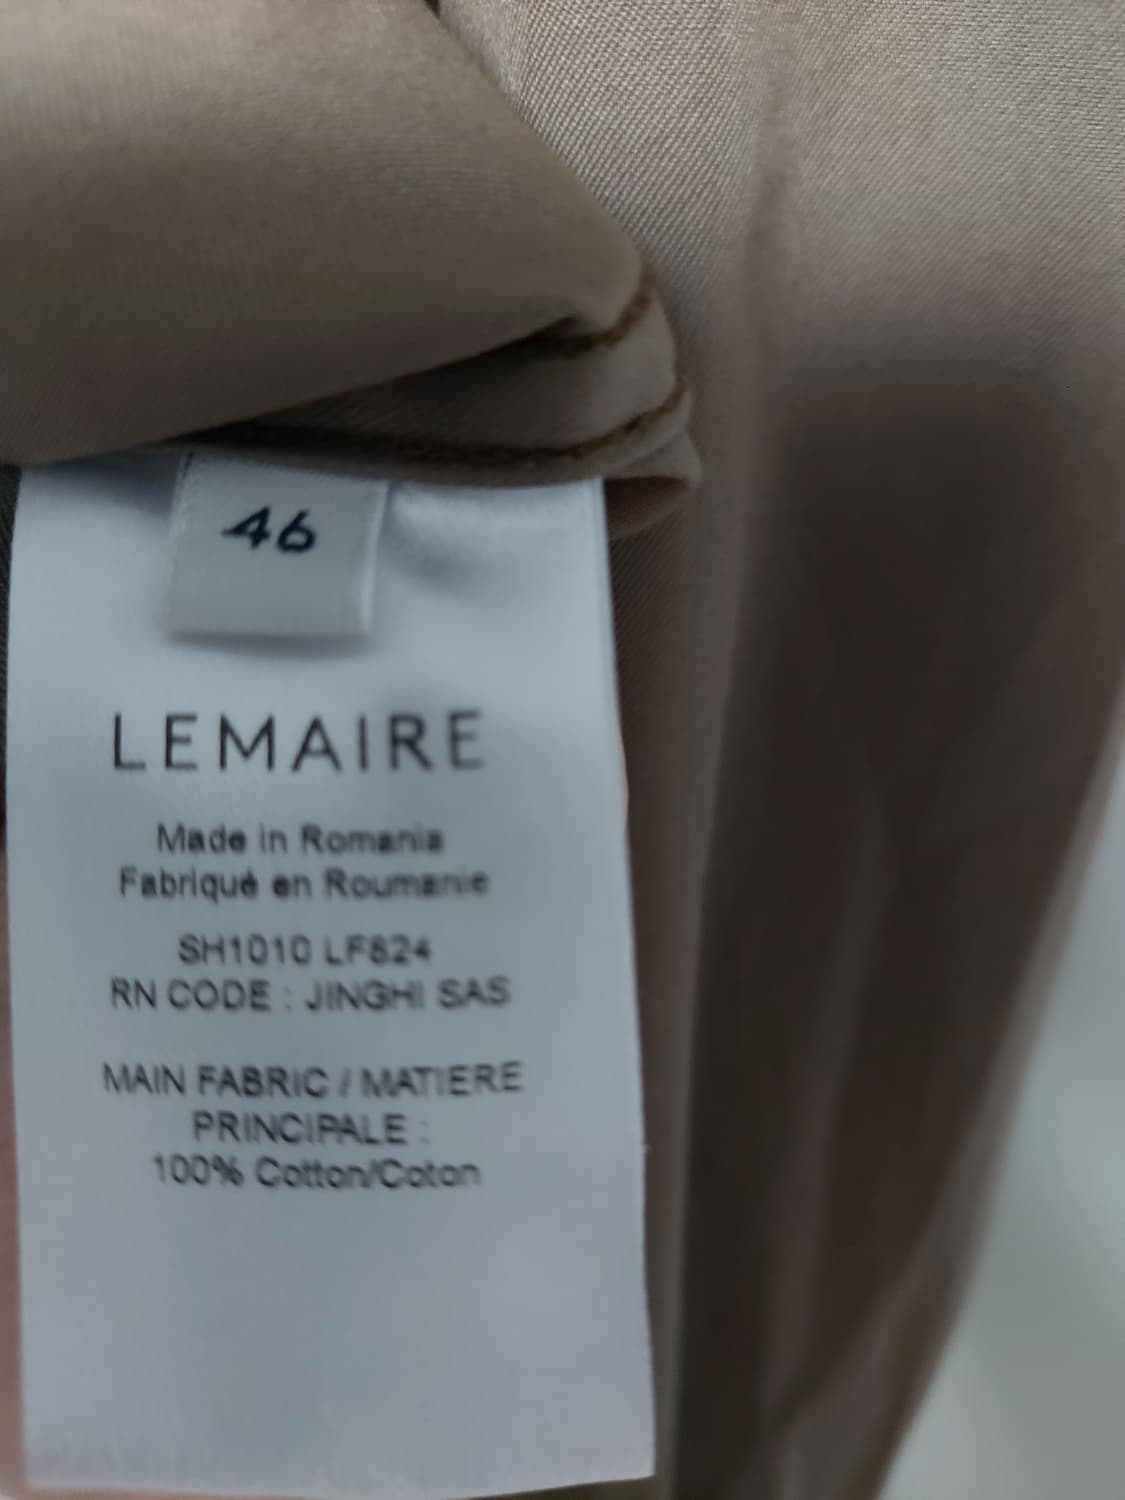 46
LEMAIRE
Made in Romania
Fabriqué en Roumanie
SH1010 LF824
RN CODE : JINGHI SAS
MAIN FABRIC / MATIERE
PRINCIPALE :
100% Cotton/Coton